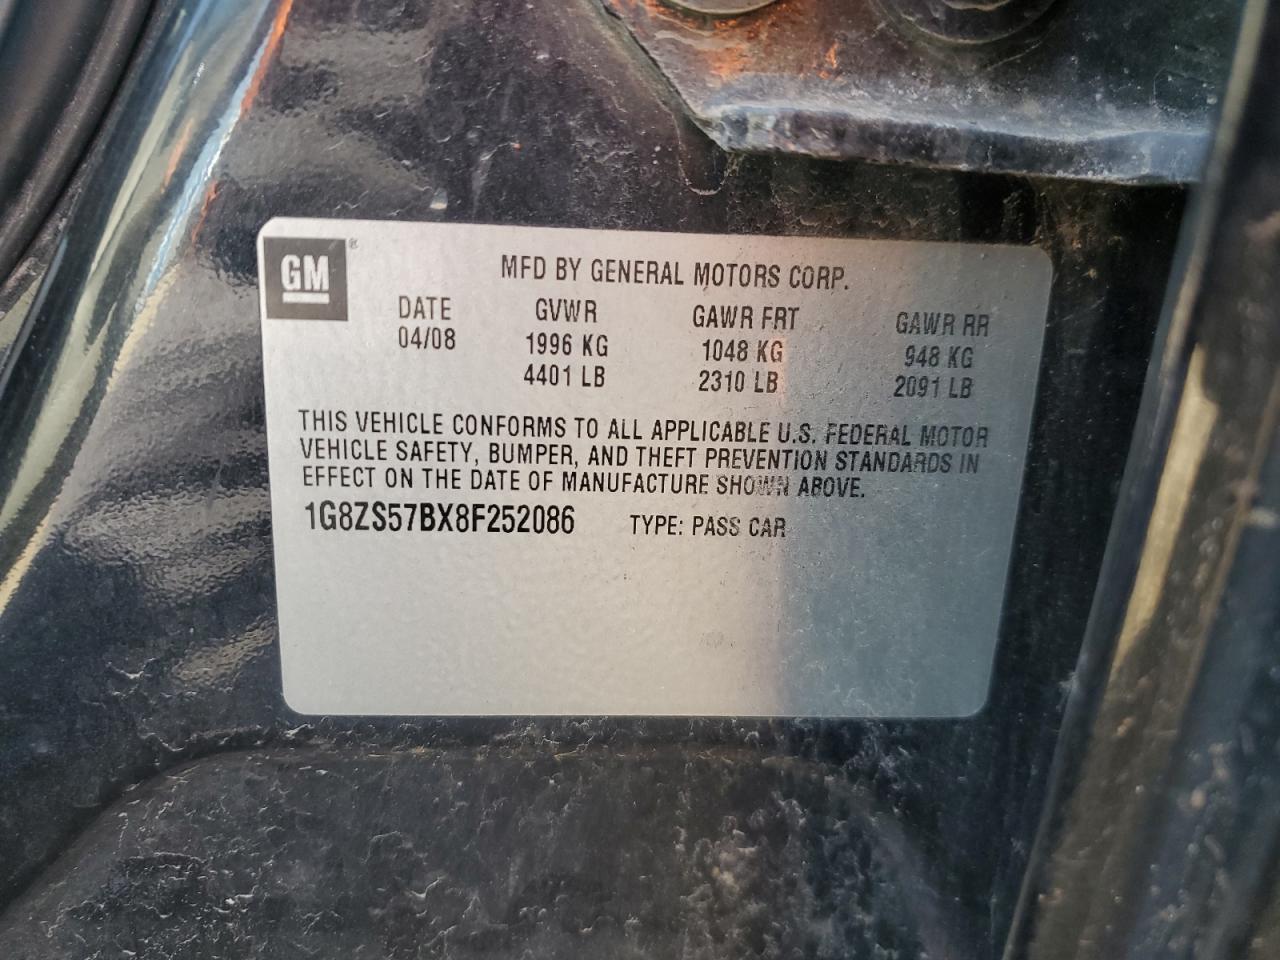 GM®
MFD BY GENERAL MOTORS CORP.
DATE GVWR GAWR FRT GAWR RR
04/08 1996 KG 1048 KG 948 KG
4401 LB 2310 LB 2091 LB
THIS VEHICLE CONFORMS TO ALL APPLICABLE U.S. FEDERAL MOTOR
VEHICLE SAFETY, BUMPER, AND THEFT PREVENTION STANDARDS IN
EFFECT ON THE DATE OF MANUFACTURE SHOWN ABOVE.
1G8ZS57BX8F252086 TYPE: PASS CAR